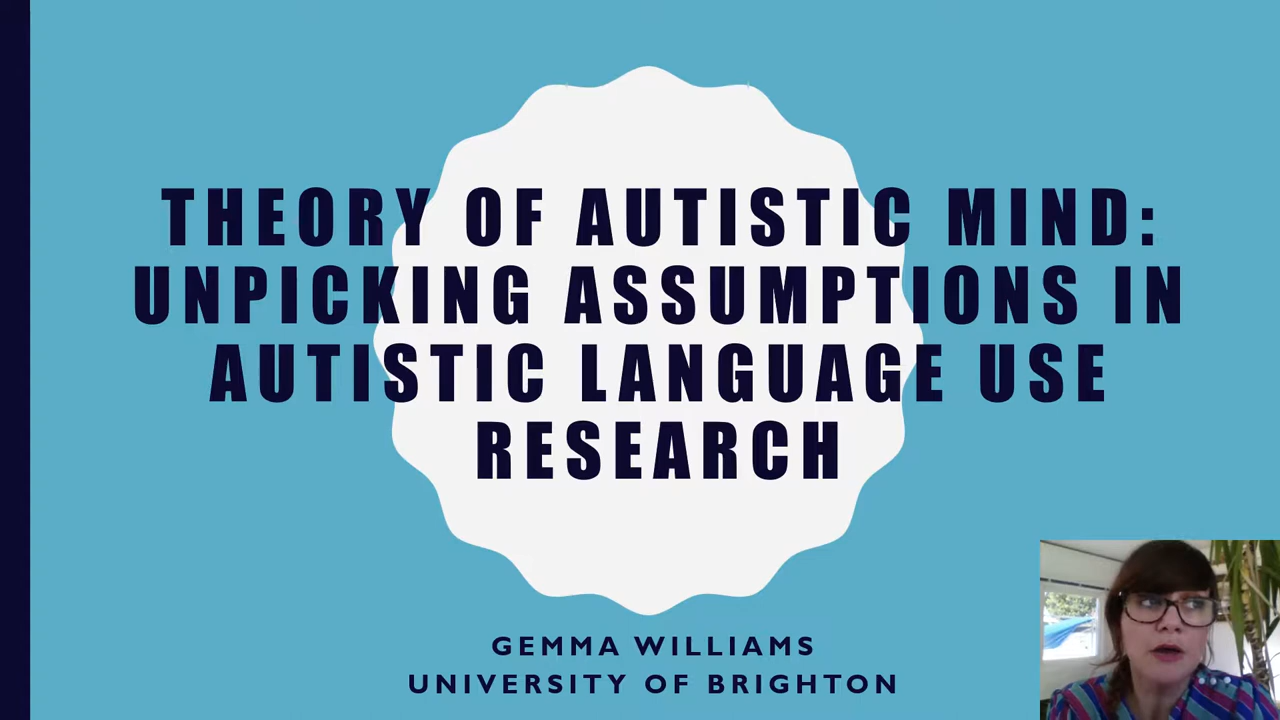 THEORY OF AUTISTIC MIND:
UNPICKING ASSUMPTIONS IN
AUTISTIC LANGUAGE USE
RESEARCH
GEMMA WILLIAMS
UNIVERSITY OF BRIGHTON